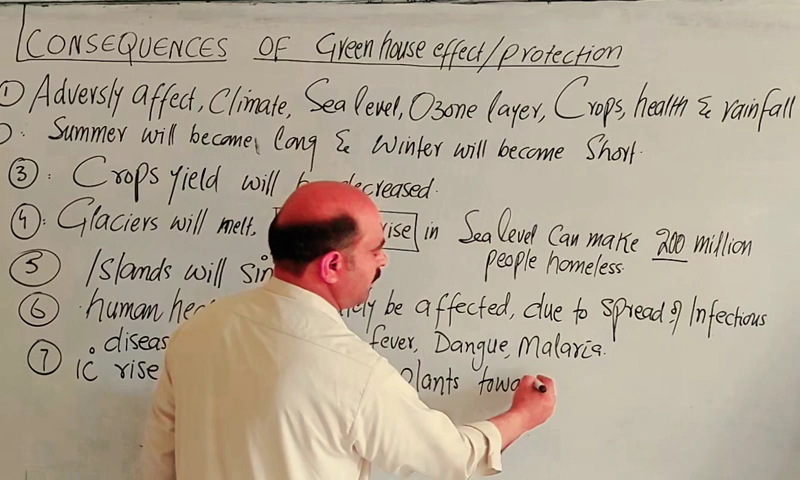 CONSEQUENCES OF Green house effect/protection
① Adversly affect, Climate, Sea level, Ozone layer, Crops, health & rainfall
Summer will become long & Winter will become Short.
③: Crops yield will decreased.
④: Glaciers will melt, rise in Sea level Can make 200 million
people homeless.
⑤ Islands will
⑥ human be affected, due to spread of Infectious
fever, Dangue, Malaria.
⑦ rise plants